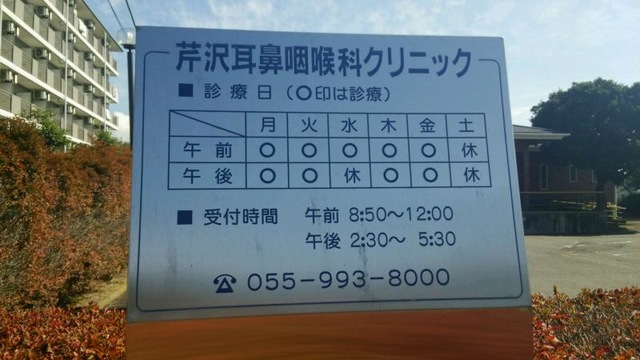 芹沢耳鼻咽喉科クリニック
■ 診療日（〇印は診療）
月 火 水 木 金 土
午前 〇 〇 〇 〇 〇 休
午後 〇 〇 休 〇 〇 休
■ 受付時間 午前 8:50〜12:00
午後 2:30〜 5:30
☎ 055-993-8000